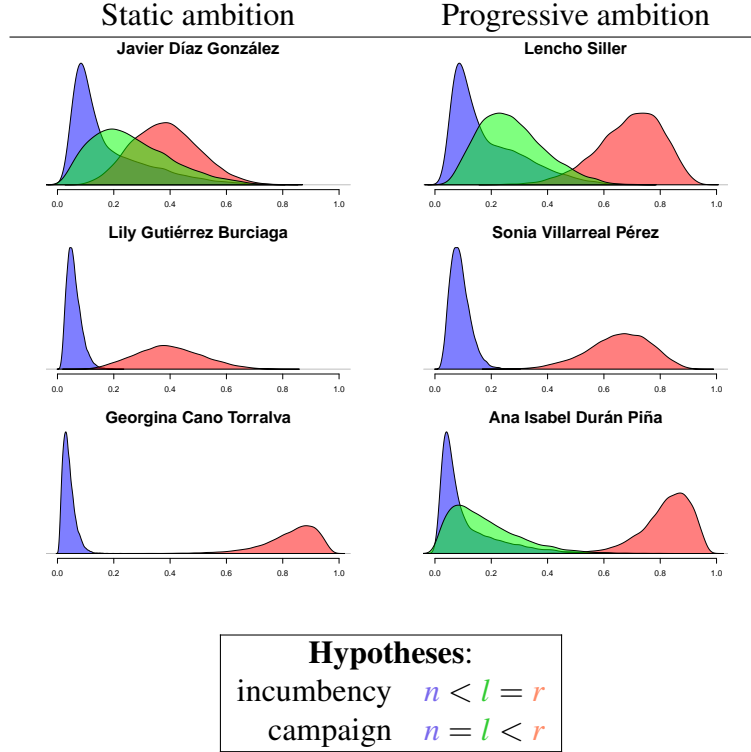 Static ambition Progressive ambition
Javier Díaz González Lencho Siller
0.0 0.2 0.4 0.6 0.8 1.0 0.0 0.2 0.4 0.6 0.8 1.0
Lily Gutiérrez Burciaga Sonia Villarreal Pérez
0.0 0.2 0.4 0.6 0.8 1.0 0.0 0.2 0.4 0.6 0.8 1.0
Georgina Cano Torralva Ana Isabel Durán Piña
0.0 0.2 0.4 0.6 0.8 1.0 0.0 0.2 0.4 0.6 0.8 1.0
Hypotheses:
incumbency n < l = r
campaign n = l < r